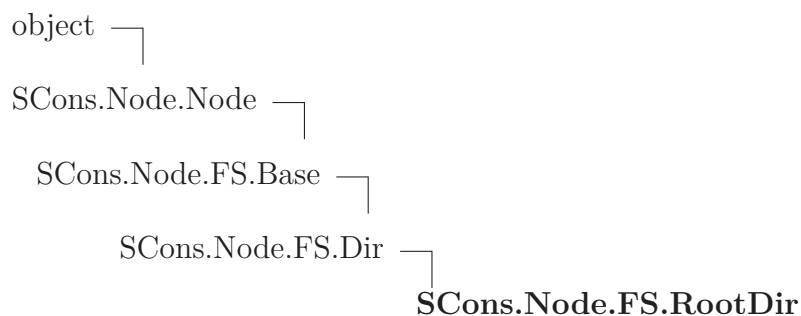 object
SCons.Node.Node
SCons.Node.FS.Base
SCons.Node.FS.Dir
SCons.Node.FS.RootDir